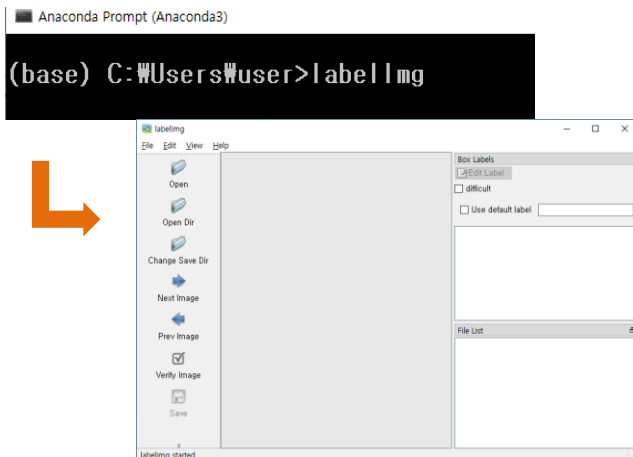 Anaconda Prompt (Anaconda3)
(base) C:₩Users₩user>labelImg
labelImg
File Edit View Help
Open
Open Dir
Change Save Dir
Next Image
Prev Image
Verify Image
Save
Box Labels
Edit Label
difficult
Use default label
File List
labelImg started